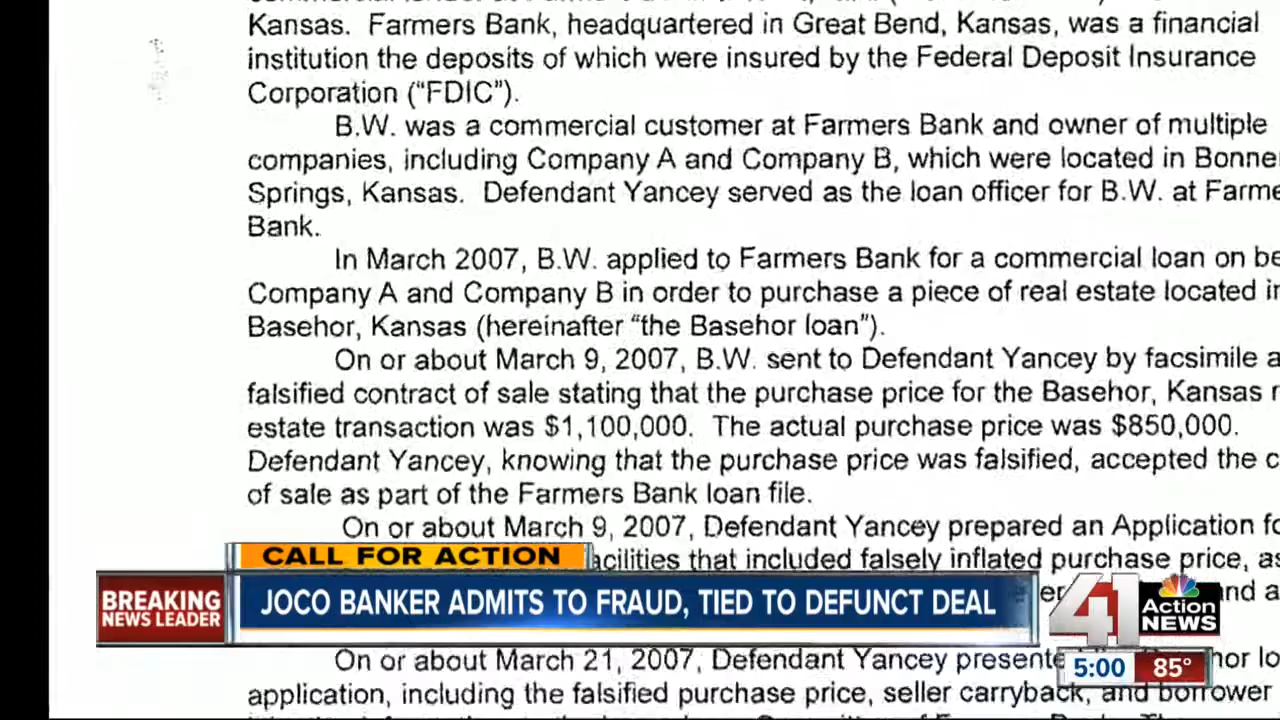 Kansas. Farmers Bank, headquartered in Great Bend, Kansas, was a financial
institution the deposits of which were insured by the Federal Deposit Insurance
Corporation ("FDIC").
B.W. was a commercial customer at Farmers Bank and owner of multiple
companies, including Company A and Company B, which were located in Bonner
Springs, Kansas. Defendant Yancey served as the loan officer for B.W. at
Bank.
In March 2007, B.W. applied to Farmers Bank for a commercial loan on
Company A and Company B in order to purchase a piece of real estate located in
Basehor, Kansas (hereinafter "the Basehor loan").
On or about March 9, 2007, B.W. sent to Defendant Yancey by facsimile a
falsified contract of sale stating that the purchase price for the Basehor, Kansas
estate transaction was $1,100,000. The actual purchase price was $850,000.
Defendant Yancey, knowing that the purchase price was falsified, accepted the
of sale as part of the Farmers Bank loan file.
On or about March 9, 2007, Defendant Yancey prepared an Application
that included falsely inflated purchase price,
CALL FOR ACTION
BREAKING
NEWS LEADER
JOCO BANKER ADMITS TO FRAUD, TIED TO DEFUNCT DEAL
41
Action
NEWS
On or about March 21, 2007, Defendant Yancey
5:00 85°
application, including the falsified purchase price, seller carryback, and borrower